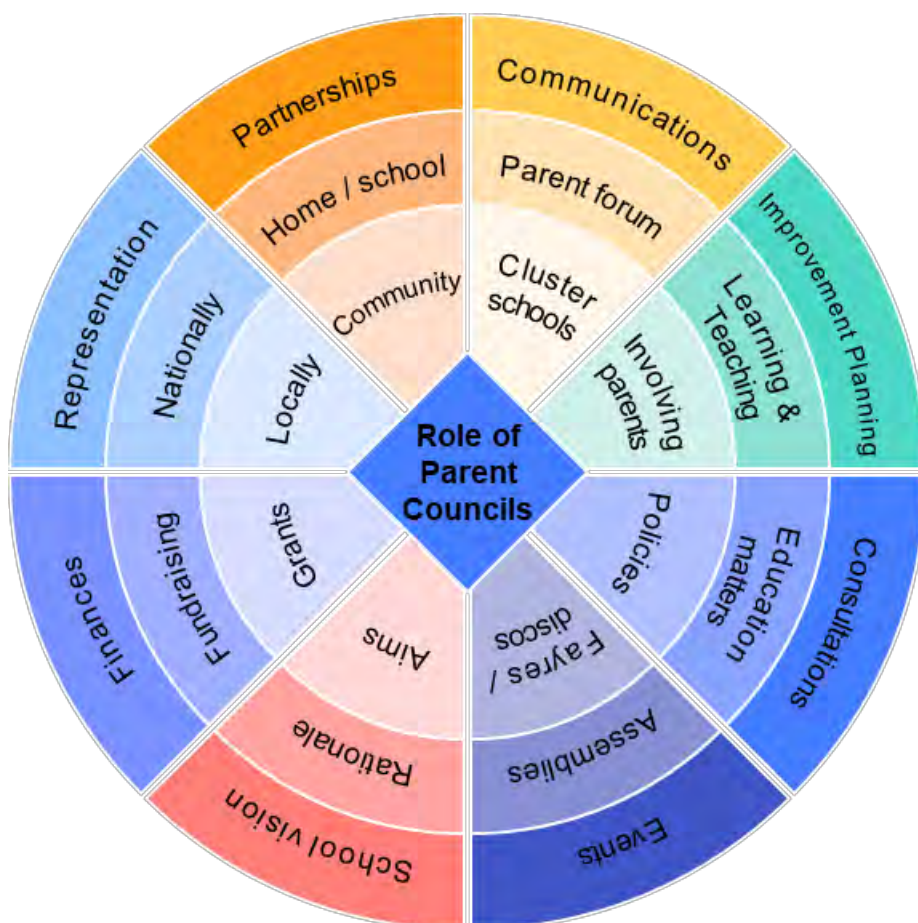 Role of
Parent
Councils
Communications
Parent forum
Cluster
schools
Improvement Planning
Learning &
Teaching
Involving
parents
Consultations
Education
matters
Policies
Events
Assemblies
Fayres /
discos
School vision
Rationale
Aims
Finances
Fundraising
Grants
Representation
Nationally
Locally
Partnerships
Home / school
Community